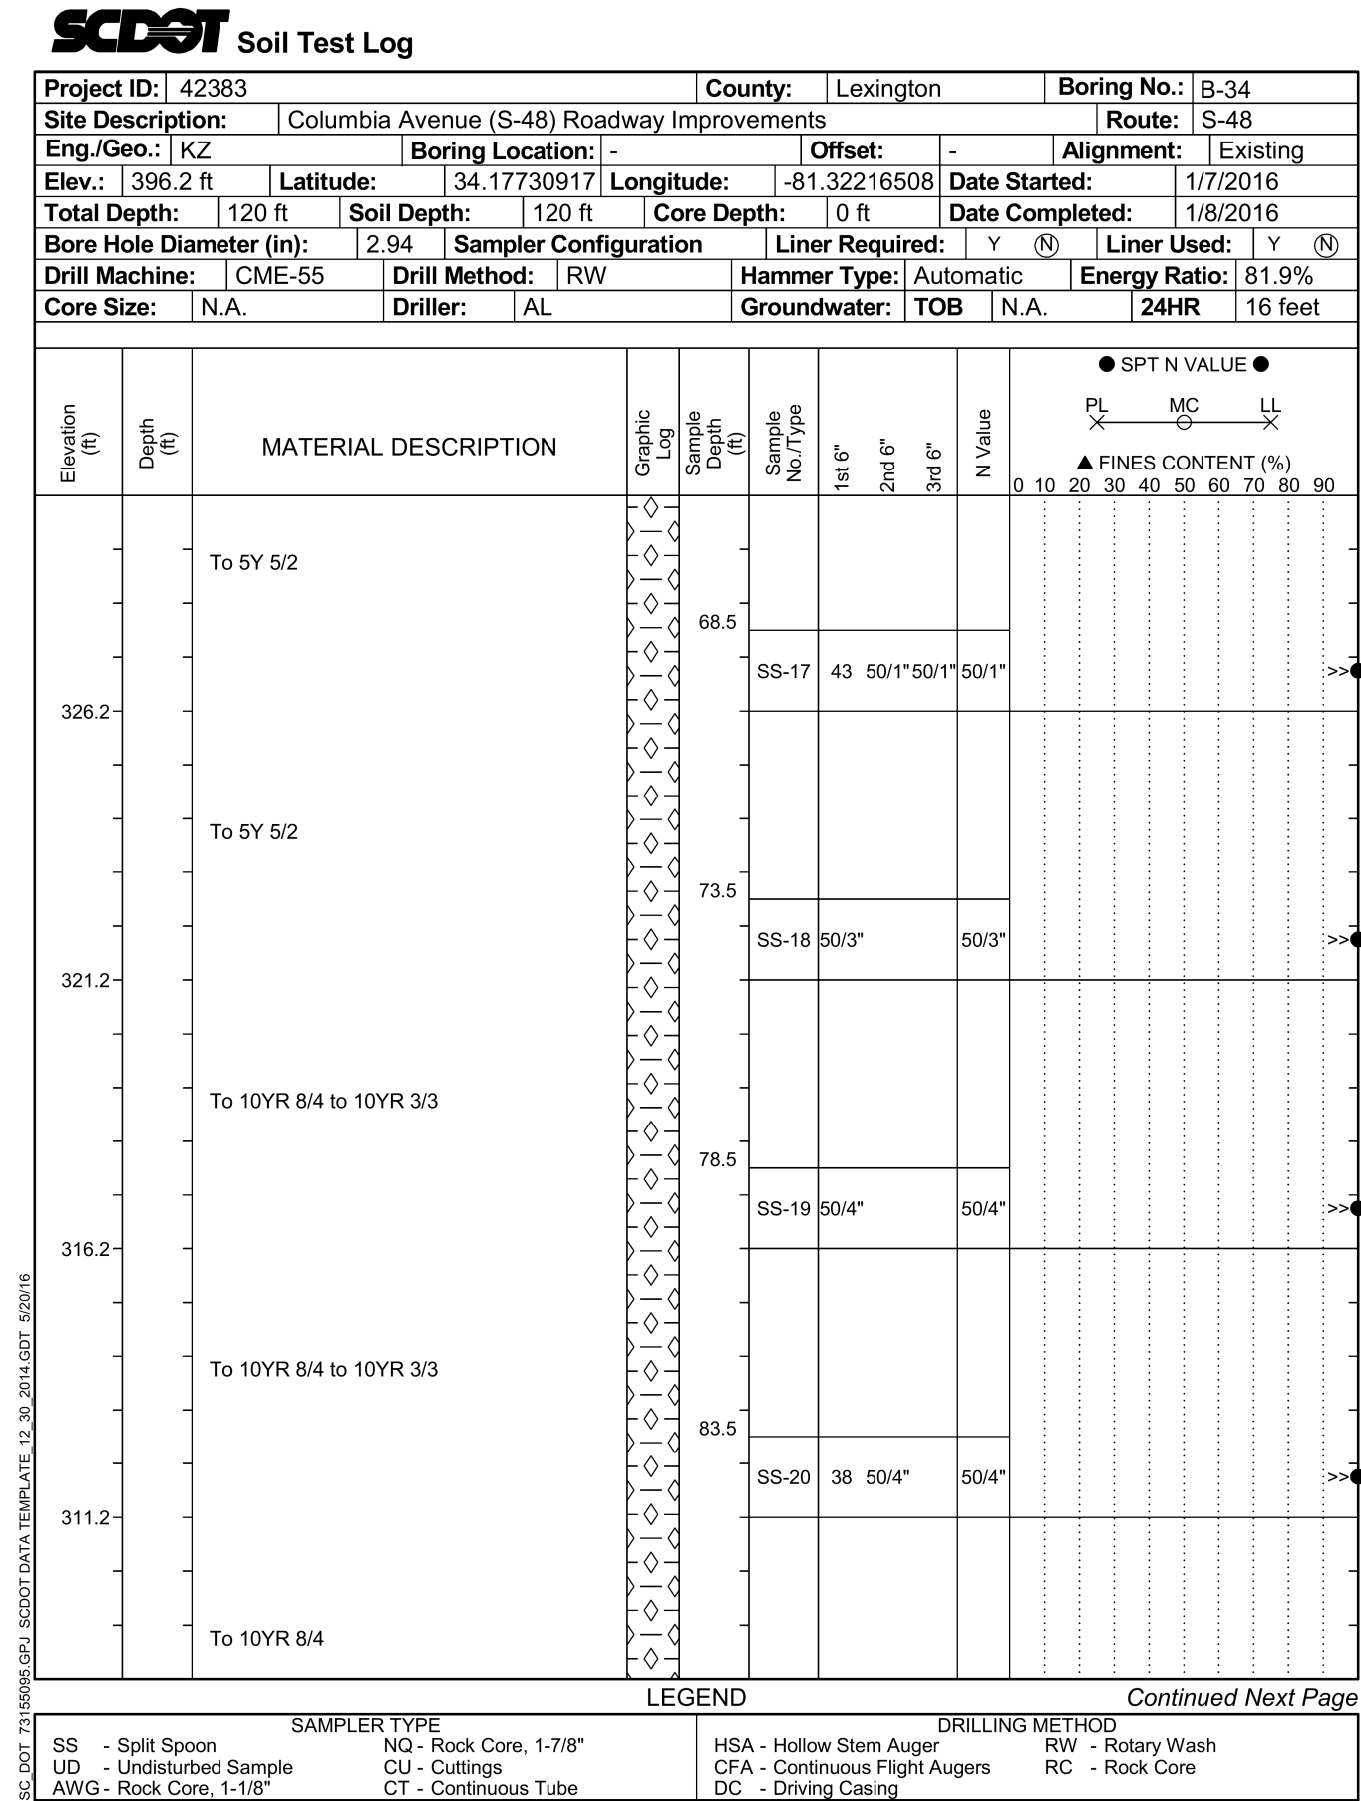 SCDOT Soil Test Log
Project ID: 42383 County: Lexington Boring No.: B-34
Site Description: Columbia Avenue (S-48) Roadway Improvements Route: S-48
Eng./Geo.: KZ Boring Location: - Offset: - Alignment: Existing
Elev.: 396.2 ft Latitude: 34.17730917 Longitude: -81.32216508 Date Started: 1/7/2016
Total Depth: 120 ft Soil Depth: 120 ft Core Depth: 0 ft Date Completed: 1/8/2016
Bore Hole Diameter (in): 2.94 Sampler Configuration Liner Required: Y N Liner Used: Y N
Drill Machine: CME-55 Drill Method: RW Hammer Type: Automatic Energy Ratio: 81.9%
Core Size: N.A. Driller: AL Groundwater: TOB N.A. 24HR 16 feet
Elevation (ft)
Depth (ft)
MATERIAL DESCRIPTION
Graphic Log
Sample Depth (ft)
Sample No./Type
1st 6"
2nd 6"
3rd 6"
N Value
● SPT N VALUE ●
PL MC LL
▲ FINES CONTENT (%)
0 10 20 30 40 50 60 70 80 90
To 5Y 5/2
68.5
SS-17 43 50/1" 50/1" 50/1" >>
326.2
To 5Y 5/2
73.5
SS-18 50/3" 50/3" >>
321.2
To 10YR 8/4 to 10YR 3/3
78.5
SS-19 50/4" 50/4" >>
316.2
To 10YR 8/4 to 10YR 3/3
83.5
SS-20 38 50/4" 50/4" >>
311.2
To 10YR 8/4
SC_DOT 73155095.GPJ SCDOT DATA TEMPLATE_12_30_2014.GDT 5/20/16
LEGEND
Continued Next Page
SAMPLER TYPE
SS - Split Spoon NQ - Rock Core, 1-7/8"
UD - Undisturbed Sample CU - Cuttings
AWG - Rock Core, 1-1/8" CT - Continuous Tube
DRILLING METHOD
HSA - Hollow Stem Auger RW - Rotary Wash
CFA - Continuous Flight Augers RC - Rock Core
DC - Driving Casing